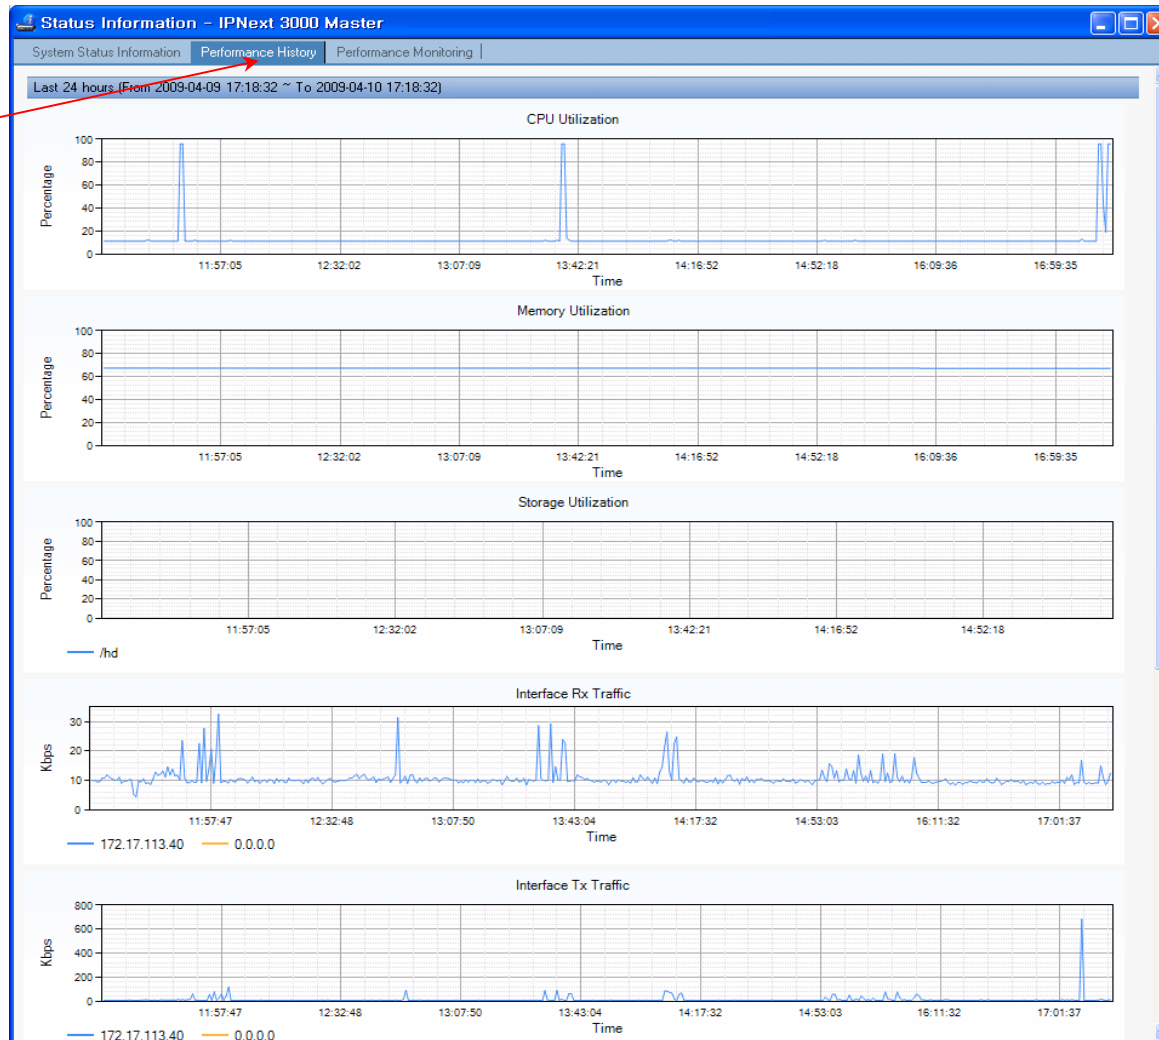 Status Information - IPNext 3000 Master
System Status Information Performance History Performance Monitoring
Last 24 hours (From 2009-04-09 17:18:32 ~ To 2009-04-10 17:18:32)
CPU Utilization
Percentage
100
80
60
40
20
0
11:57:05 12:32:02 13:07:09 13:42:21 14:16:52 14:52:18 16:09:36 16:59:35
Time
Memory Utilization
Percentage
100
80
60
40
20
0
11:57:05 12:32:02 13:07:09 13:42:21 14:16:52 14:52:18 16:09:36 16:59:35
Time
Storage Utilization
Percentage
100
80
60
40
20
0
11:57:05 12:32:02 13:07:09 13:42:21 14:16:52 14:52:18
Time
/hd
Interface Rx Traffic
Kbps
30
20
10
0
11:57:47 12:32:48 13:07:50 13:43:04 14:17:32 14:53:03 16:11:32 17:01:37
Time
172.17.113.40 0.0.0.0
Interface Tx Traffic
Kbps
800
600
400
200
0
11:57:47 12:32:48 13:07:50 13:43:04 14:17:32 14:53:03 16:11:32 17:01:37
Time
172.17.113.40 0.0.0.0